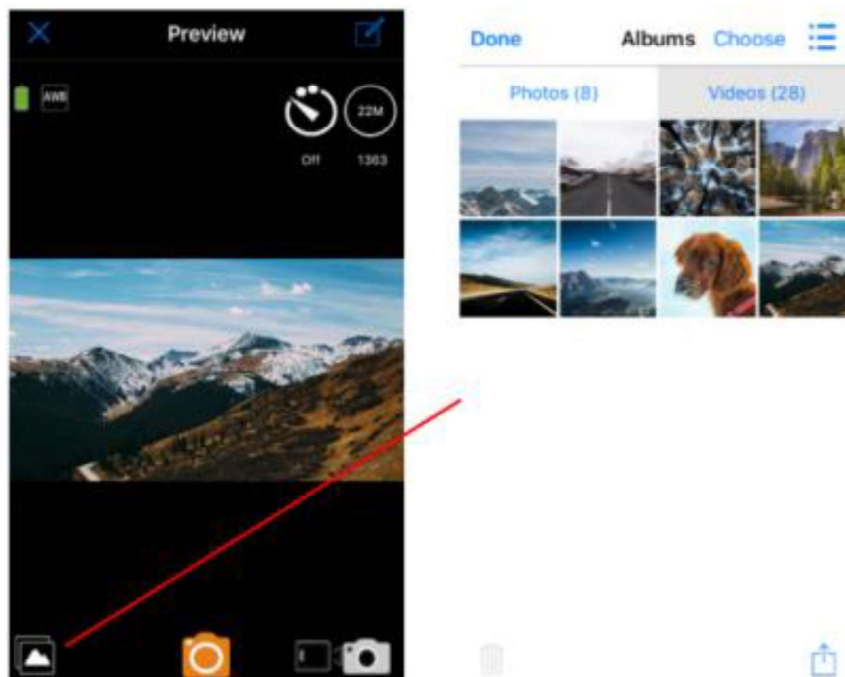 Preview
AWB
22M
Off 1363
Done Albums Choose
Photos (8) Videos (28)